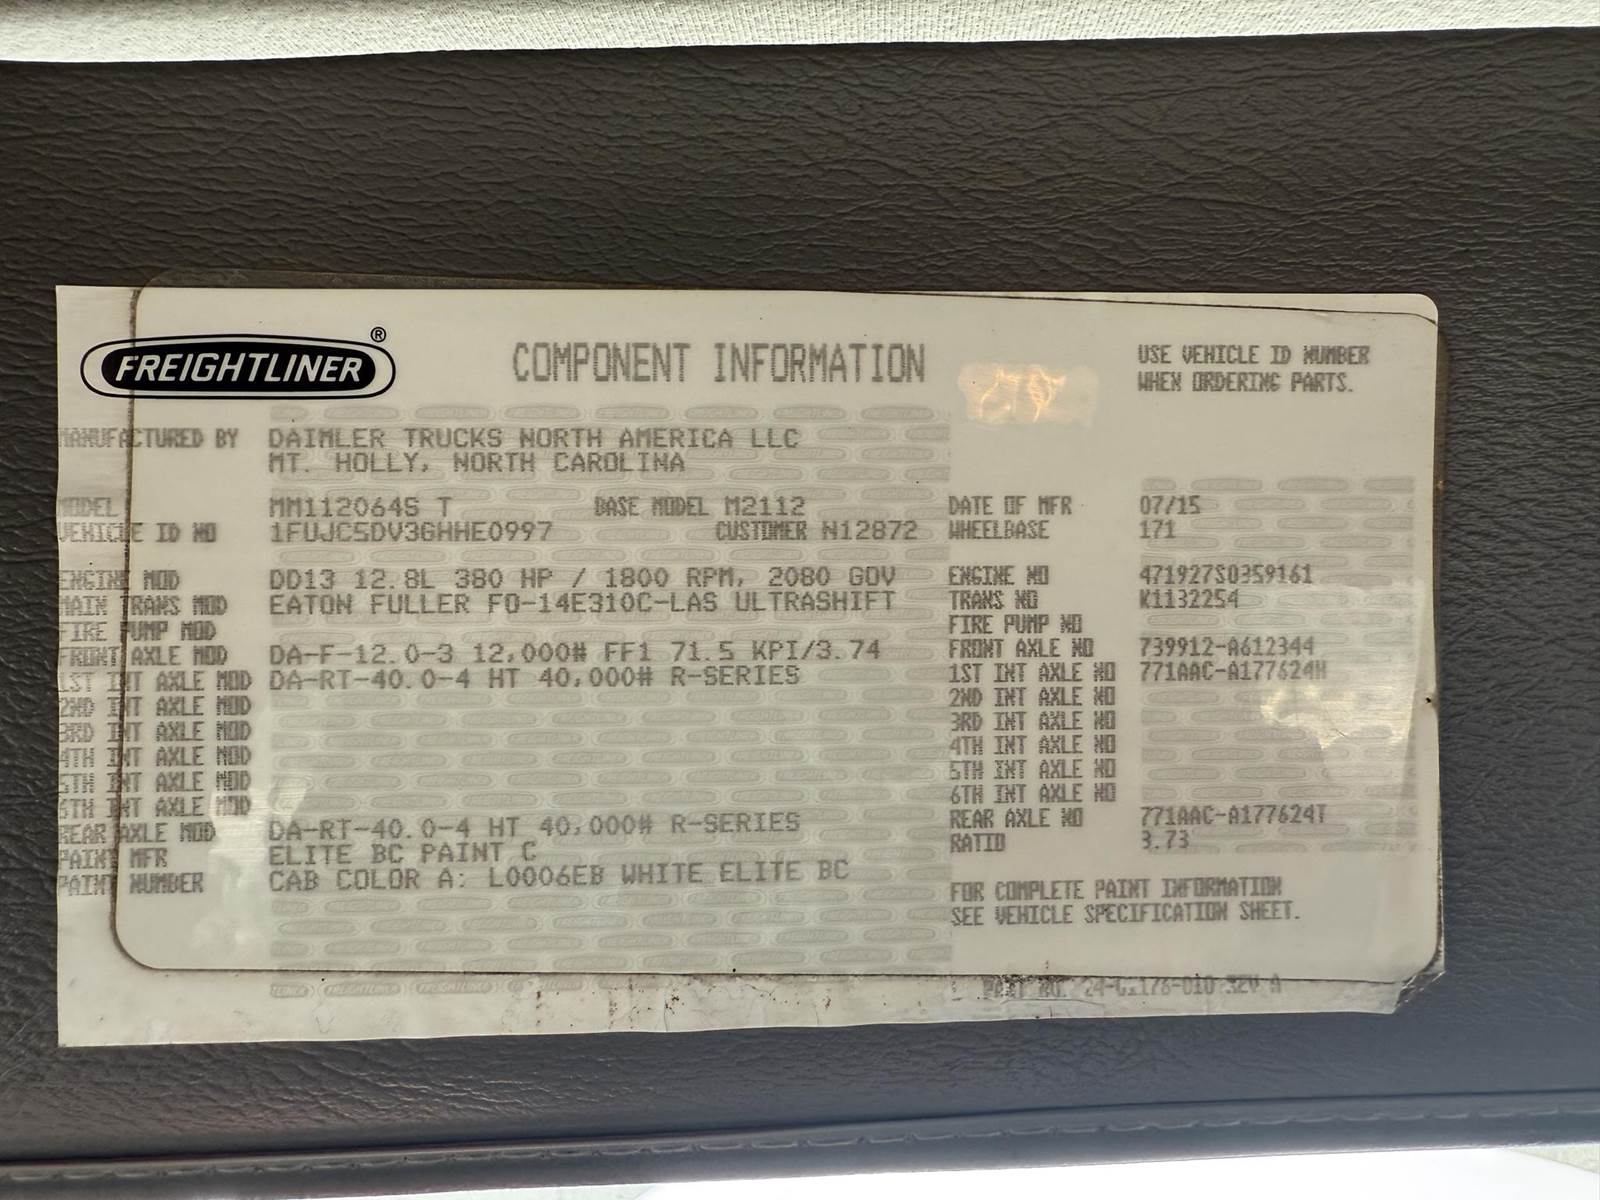 FREIGHTLINER®
COMPONENT INFORMATION
USE VEHICLE ID NUMBER
WHEN ORDERING PARTS.
MANUFACTURED BY DAIMLER TRUCKS NORTH AMERICA LLC
MT. HOLLY, NORTH CAROLINA
MODEL MM112064S T BASE MODEL M2112 DATE OF MFR 07/15
VEHICLE ID NO 1FUJC5DV3GHHE0997 CUSTOMER N12872 WHEELBASE 171
ENGINE MOD DD13 12.8L 380 HP / 1800 RPM, 2080 GOV ENGINE NO 471927S0359161
MAIN TRANS MOD EATON FULLER FO-14E310C-LAS ULTRASHIFT TRANS NO K1132254
FIRE PUMP MOD FIRE PUMP NO
FRONT AXLE MOD DA-F-12.0-3 12,000# FF1 71.5 KPI/3.74 FRONT AXLE NO 739912-A612344
1ST INT AXLE MOD DA-RT-40.0-4 HT 40,000# R-SERIES 1ST INT AXLE NO 771AAC-A177624H
2ND INT AXLE MOD 2ND INT AXLE NO
3RD INT AXLE MOD 3RD INT AXLE NO
4TH INT AXLE MOD 4TH INT AXLE NO
5TH INT AXLE MOD 5TH INT AXLE NO
6TH INT AXLE MOD 6TH INT AXLE NO
REAR AXLE MOD DA-RT-40.0-4 HT 40,000# R-SERIES REAR AXLE NO 771AAC-A177624T
PAINT MFR ELITE BC PAINT C RATIO 3.73
PAINT NUMBER CAB COLOR A: L0006EB WHITE ELITE BC
FOR COMPLETE PAINT INFORMATION
SEE VEHICLE SPECIFICATION SHEET.
PART NO.